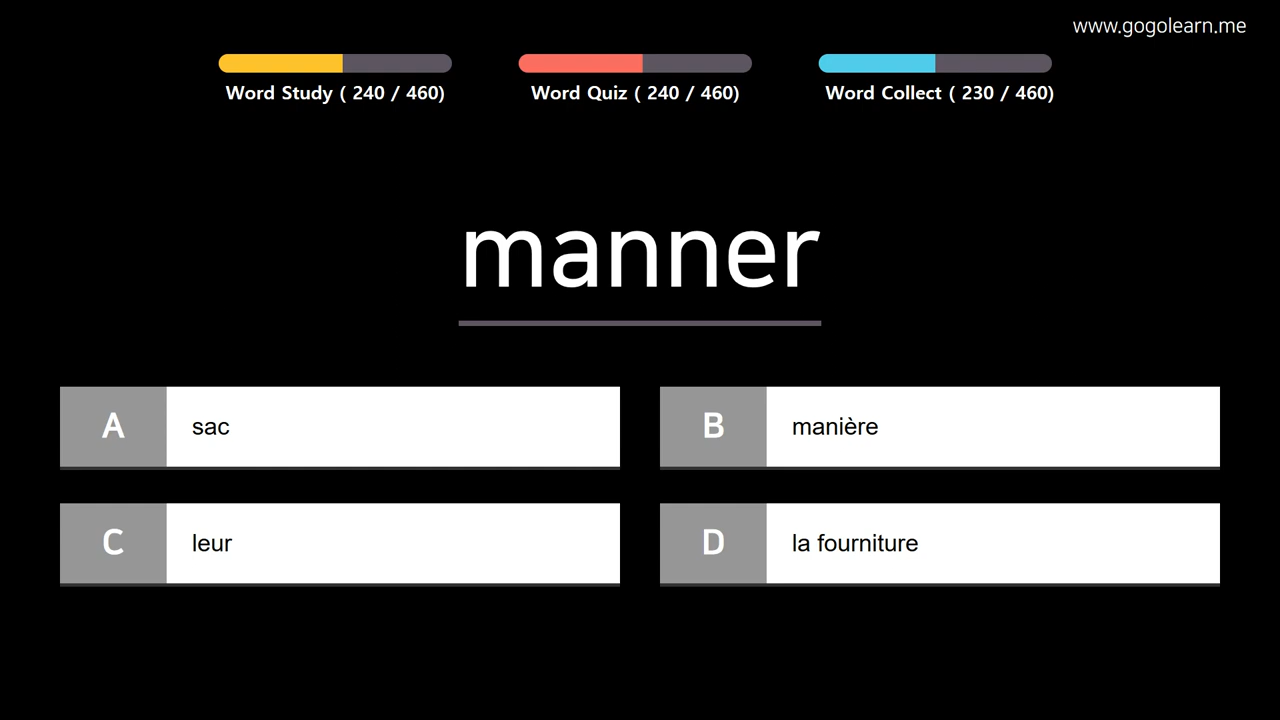 www.gogolearn.me
Word Study ( 240 / 460)
Word Quiz ( 240 / 460)
Word Collect ( 230 / 460)
manner
A sac
B manière
C leur
D la fourniture